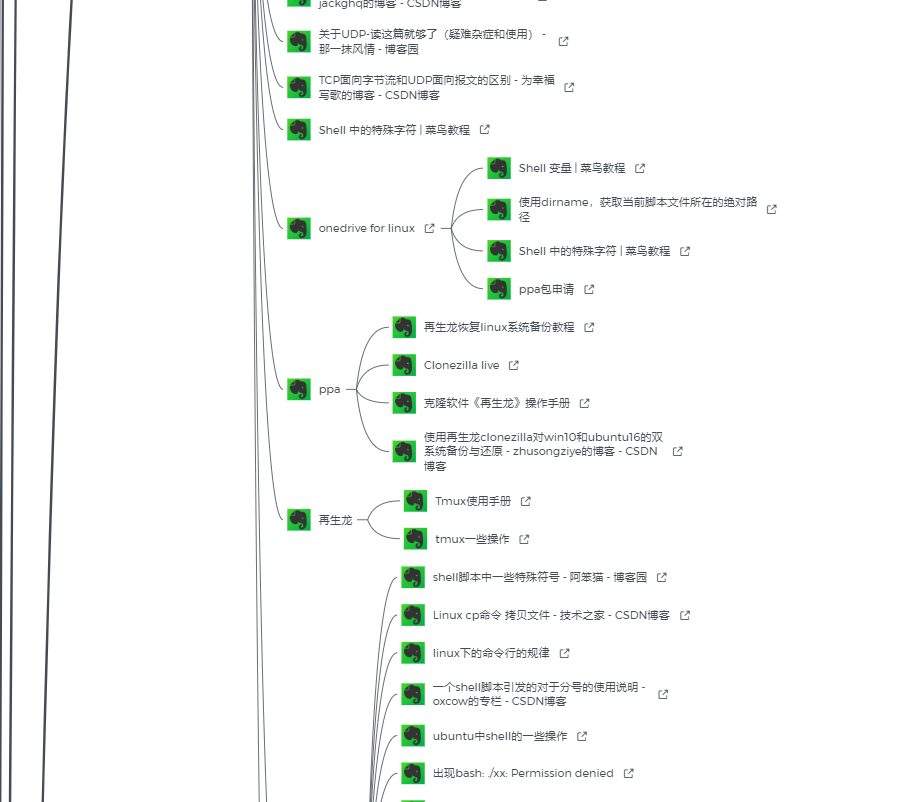 jackghq的博客 - CSDN博客
关于UDP-读这篇就够了（疑难杂症和使用） -
那一抹风情 - 博客园
TCP面向字节流和UDP面向报文的区别 - 为幸福
写歌的博客 - CSDN博客
Shell 中的特殊字符 | 菜鸟教程
onedrive for linux
Shell 变量 | 菜鸟教程
使用dirname，获取当前脚本文件所在的绝对路
径
Shell 中的特殊字符 | 菜鸟教程
ppa包申请
ppa
再生龙恢复linux系统备份教程
Clonezilla live
克隆软件《再生龙》操作手册
使用再生龙clonezilla对win10和ubuntu16的双
系统备份与还原 - zhusongziye的博客 - CSDN
博客
再生龙
Tmux使用手册
tmux一些操作
shell脚本中一些特殊符号 - 阿笨猫 - 博客园
Linux cp命令 拷贝文件 - 技术之家 - CSDN博客
linux下的命令行的规律
一个shell脚本引发的对于分号的使用说明 -
oxcow的专栏 - CSDN博客
ubuntu中shell的一些操作
出现bash: ./xx: Permission denied